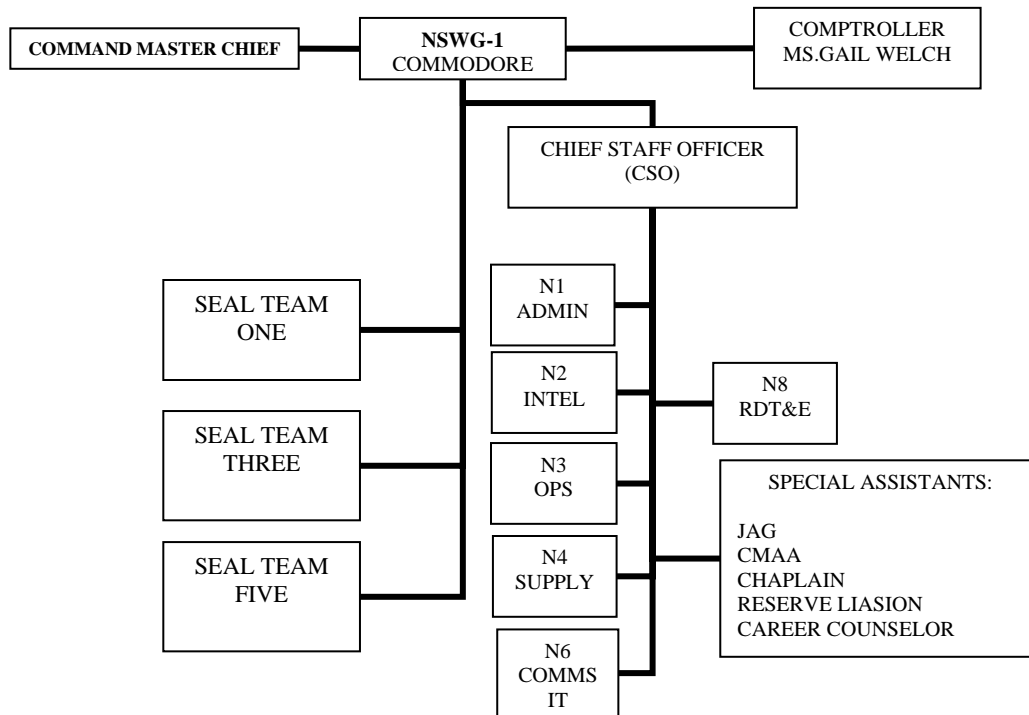 COMMAND MASTER CHIEF
NSWG-1
COMMODORE
COMPTROLLER
MS.GAIL WELCH
CHIEF STAFF OFFICER
(CSO)
SEAL TEAM
ONE
SEAL TEAM
THREE
SEAL TEAM
FIVE
N1
ADMIN
N2
INTEL
N3
OPS
N4
SUPPLY
N6
COMMS
IT
N8
RDT&E
SPECIAL ASSISTANTS:
JAG
CMAA
CHAPLAIN
RESERVE LIASION
CAREER COUNSELOR